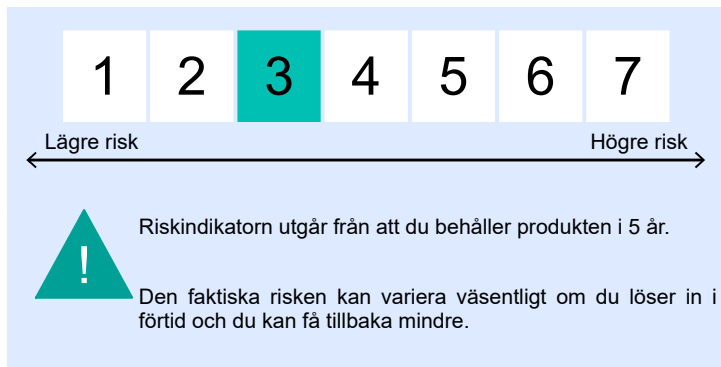 1 2 3 4 5 6 7
Lägre risk Högre risk
! Riskindikatorn utgår från att du behåller produkten i 5 år.
Den faktiska risken kan variera väsentligt om du löser in i
förtid och du kan få tillbaka mindre.